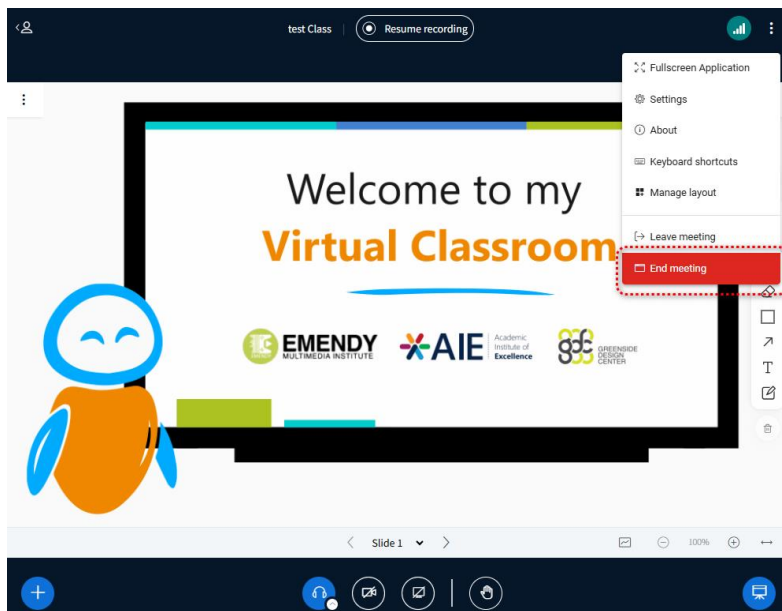 test Class
Resume recording
Fullscreen Application
Settings
About
Keyboard shortcuts
Manage layout
Leave meeting
End meeting
Welcome to my
Virtual Classroom
EMENDY
MULTIMEDIA INSTITUTE
AIE
Academic
Institute of
Excellence
gdc
GREENSIDE
DESIGN
CENTER
T
Slide 1
100%